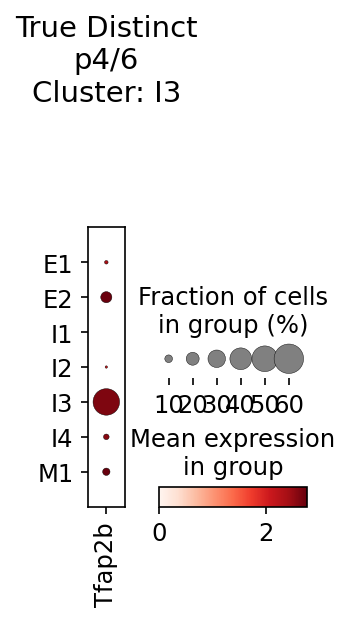 True Distinct
p4/6
Cluster: I3
E1
E2
I1
I2
I3
I4
M1
Tfap2b
Fraction of cells
in group (%)
10 20 30 40 50 60
Mean expression
in group
0 2